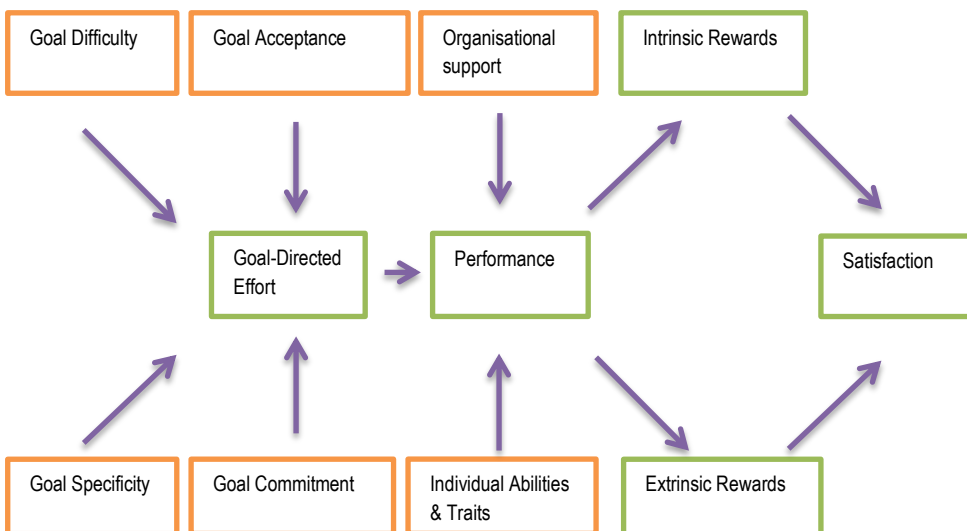 Goal Difficulty
Goal Acceptance
Organisational
support
Intrinsic Rewards
Goal-Directed
Effort
Performance
Satisfaction
Goal Specificity
Goal Commitment
Individual Abilities
& Traits
Extrinsic Rewards